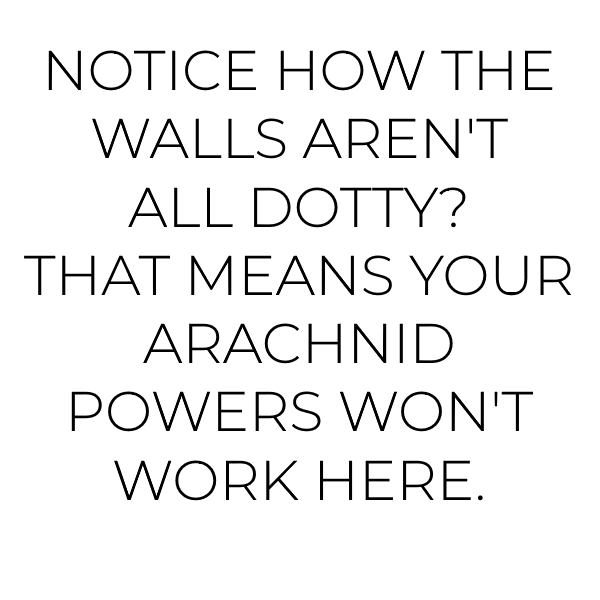 NOTICE HOW THE
WALLS AREN'T
ALL DOTTY?
THAT MEANS YOUR
ARACHNID
POWERS WON'T
WORK HERE.